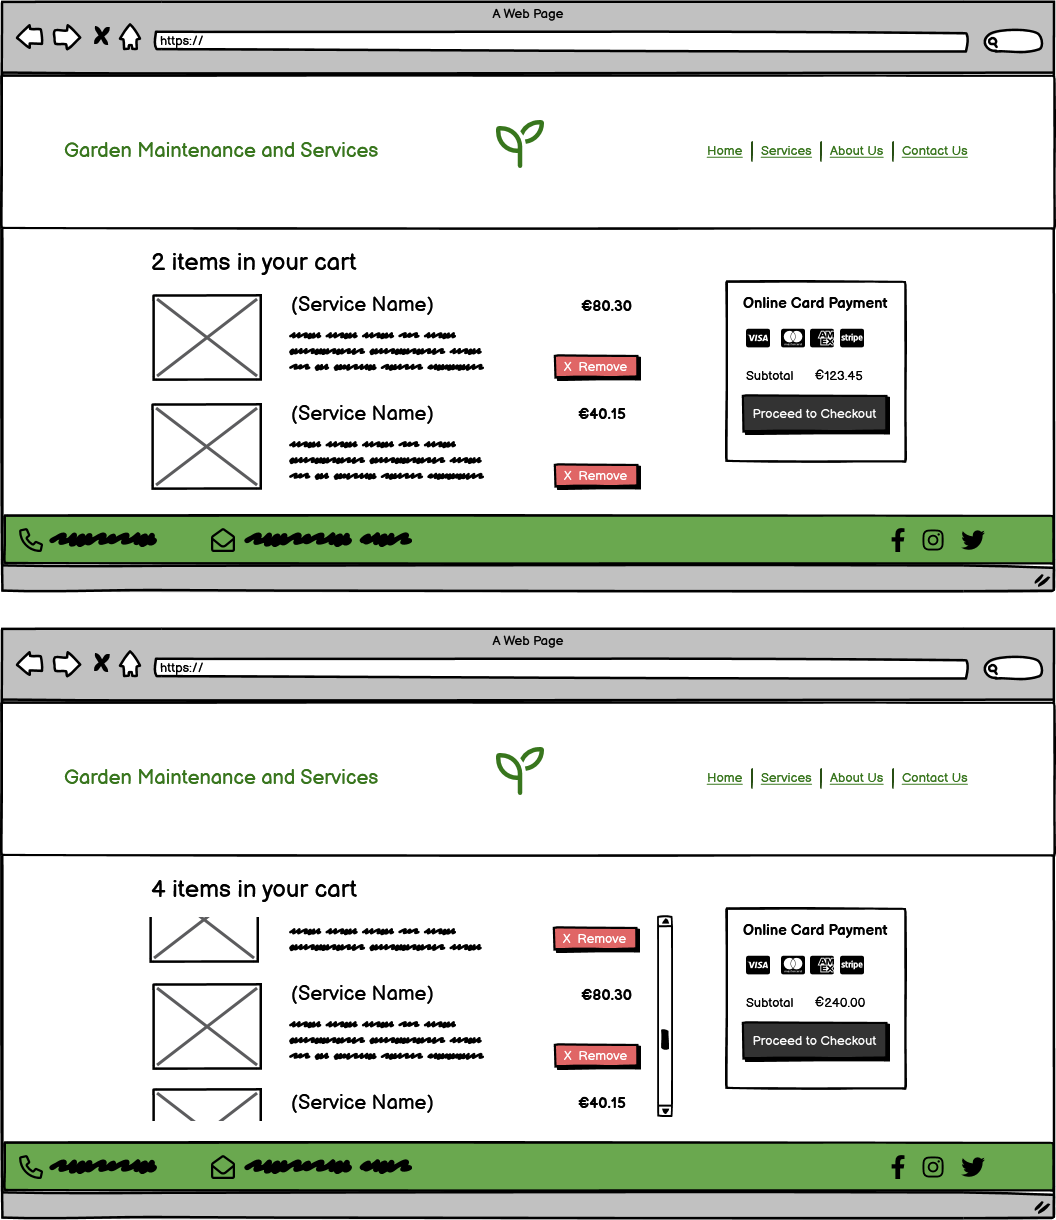 A Web Page
https://
Garden Maintenance and Services
Home Services About Us Contact Us
2 items in your cart
(Service Name)
€80.30
X Remove
(Service Name)
€40.15
X Remove
Online Card Payment
VISA mastercard AMEX stripe
Subtotal €123.45
Proceed to Checkout
A Web Page
https://
Garden Maintenance and Services
Home Services About Us Contact Us
4 items in your cart
X Remove
(Service Name)
€80.30
X Remove
(Service Name)
€40.15
Online Card Payment
VISA mastercard AMEX stripe
Subtotal €240.00
Proceed to Checkout